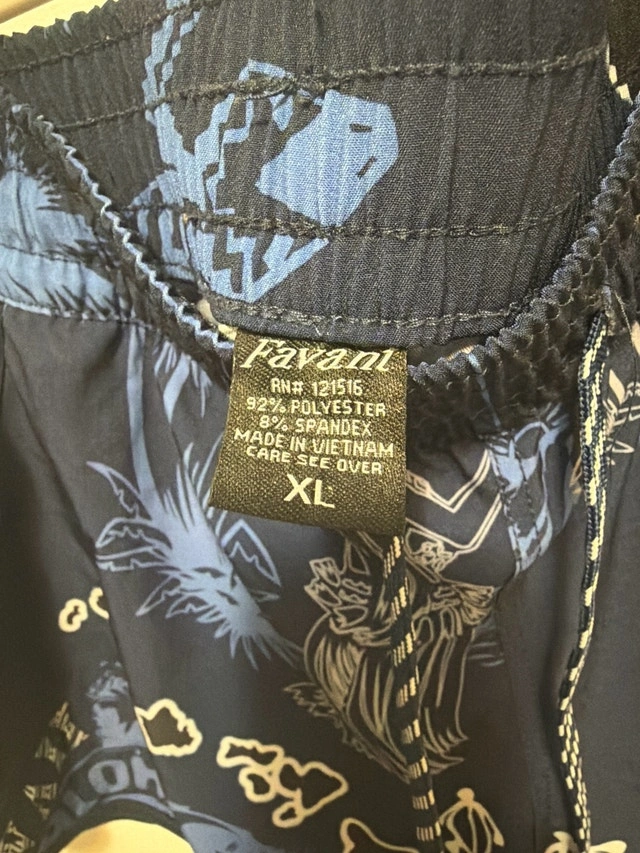 Favant
RN# 121516
92% POLYESTER
8% SPANDEX
MADE IN VIETNAM
CARE SEE OVER
XL